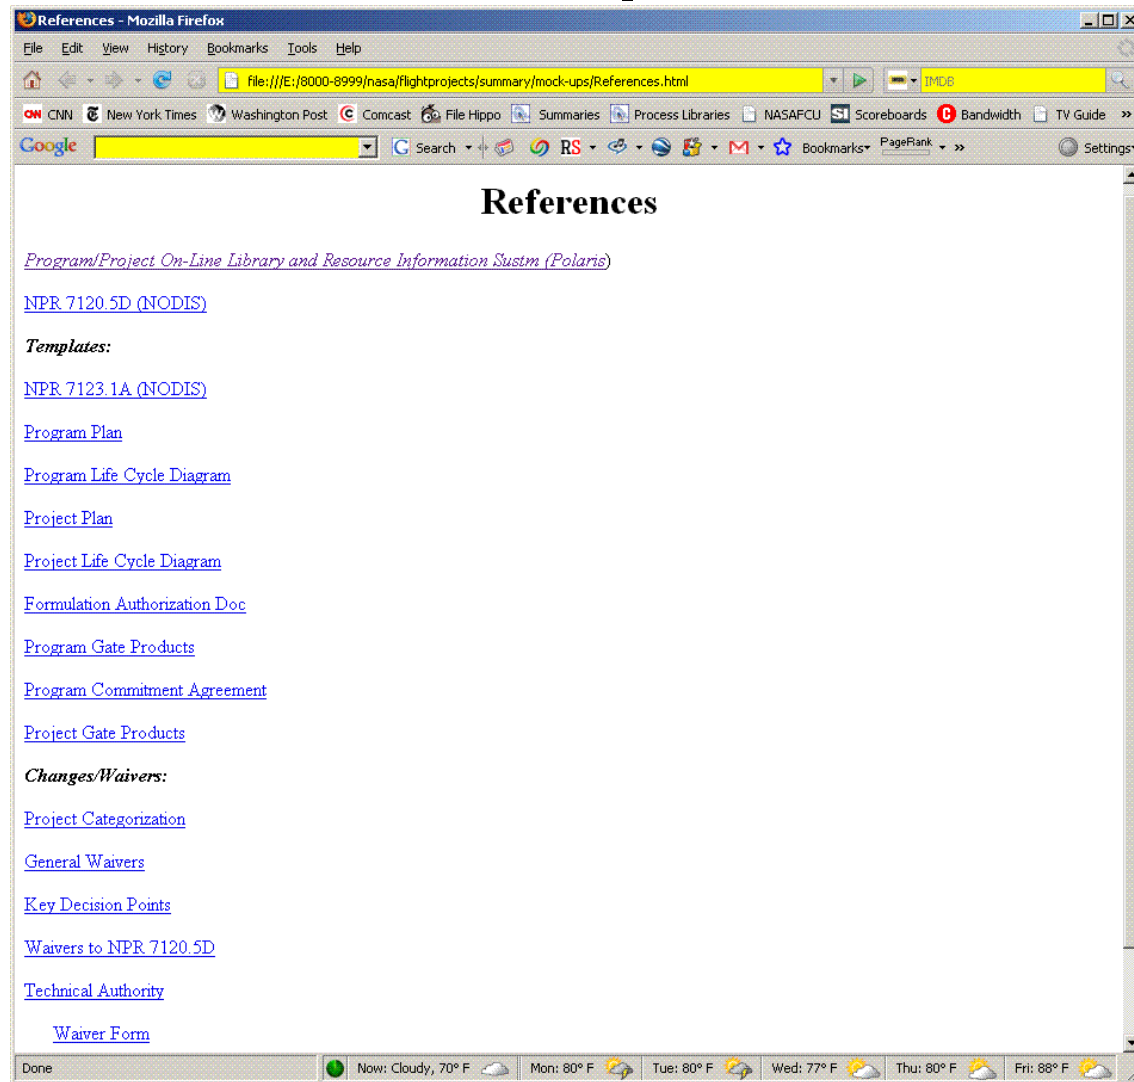 References - Mozilla Firefox
File Edit View History Bookmarks Tools Help
file:///E:/8000-8999/nasa/flightprojects/summary/mock-ups/References.html IMDB
CNN New York Times Washington Post Comcast File Hippo Summaries Process Libraries NASAFCU SI Scoreboards Bandwidth TV Guide »
Google G Search RS Bookmarks PageRank » Settings
References
Program/Project On-Line Library and Resource Information Sustm (Polaris)
NPR 7120.5D (NODIS)
Templates:
NPR 7123.1A (NODIS)
Program Plan
Program Life Cycle Diagram
Project Plan
Project Life Cycle Diagram
Formulation Authorization Doc
Program Gate Products
Program Commitment Agreement
Project Gate Products
Changes/Waivers:
Project Categorization
General Waivers
Key Decision Points
Waivers to NPR 7120.5D
Technical Authority
Waiver Form
Done Now: Cloudy, 70° F Mon: 80° F Tue: 80° F Wed: 77° F Thu: 80° F Fri: 88° F